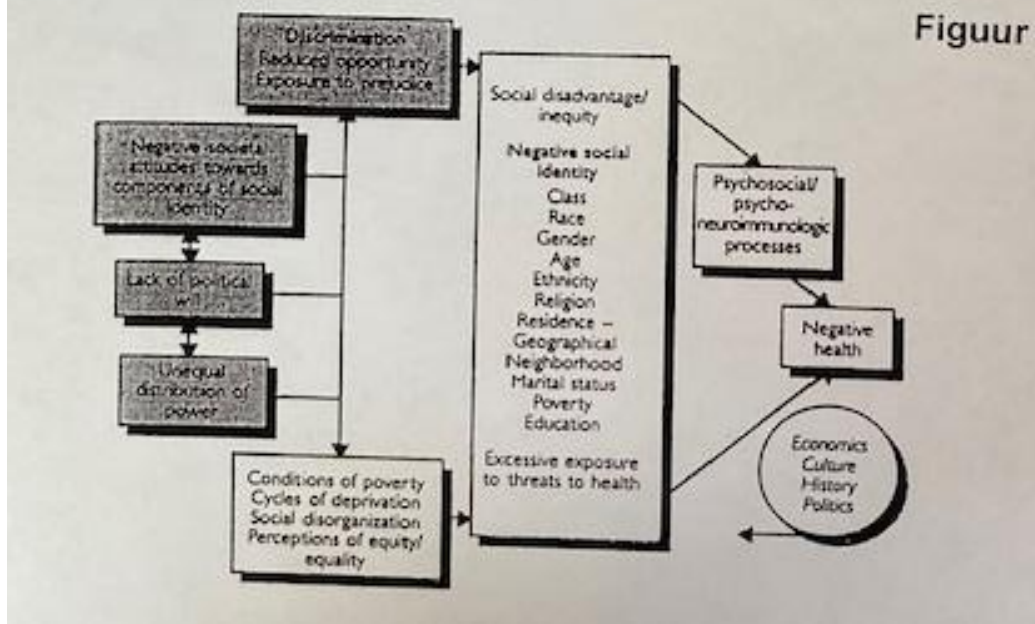 Figuur
Discrimination
Reduced opportunity
Exposure to prejudice
Negative societal
attitudes towards
components of social
identity
Lack of political
will
Unequal
distribution of
power
Conditions of poverty
Cycles of deprivation
Social disorganization
Perceptions of equity/
equality
Social disadvantage/
inequity
Negative social
Identity
Class
Race
Gender
Age
Ethnicity
Religion
Residence –
Geographical
Neighborhood
Marital status
Poverty
Education
Excessive exposure
to threats to health
Psychosocial/
psycho-
neuroimmunologic
processes
Negative
health
Economics
Culture
History
Politics